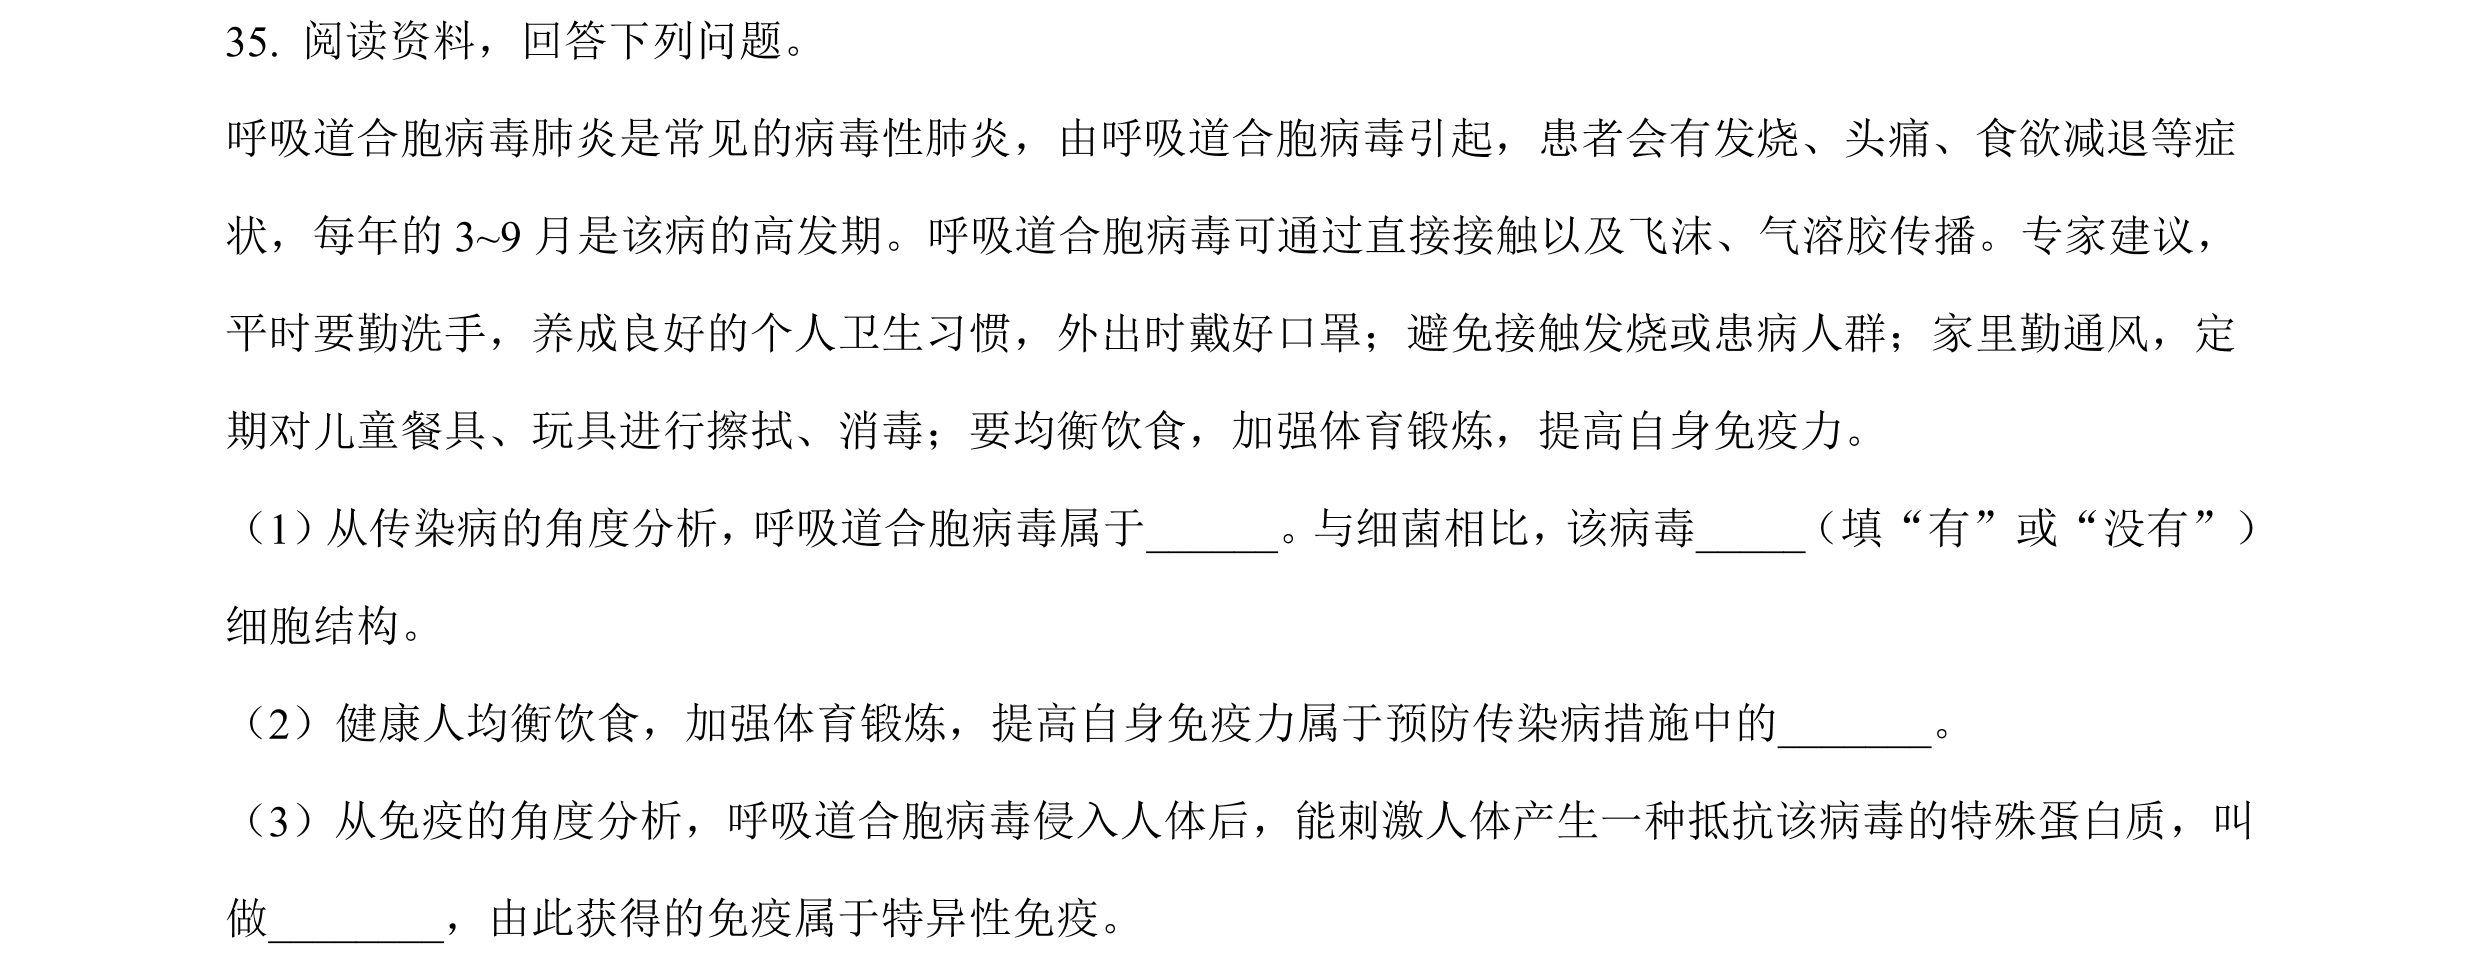 35. 阅读资料，回答下列问题。
呼吸道合胞病毒肺炎是常见的病毒性肺炎，由呼吸道合胞病毒引起，患者会有发烧、头痛、食欲减退等症
状，每年的 3~9 月是该病的高发期。呼吸道合胞病毒可通过直接接触以及飞沫、气溶胶传播。专家建议，
平时要勤洗手，养成良好的个人卫生习惯，外出时戴好口罩；避免接触发烧或患病人群；家里勤通风，定
期对儿童餐具、玩具进行擦拭、消毒；要均衡饮食，加强体育锻炼，提高自身免疫力。
（1）从传染病的角度分析，呼吸道合胞病毒属于______。与细菌相比，该病毒_____（填“有”或“没有”）
细胞结构。
（2）健康人均衡饮食，加强体育锻炼，提高自身免疫力属于预防传染病措施中的_______。
（3）从免疫的角度分析，呼吸道合胞病毒侵入人体后，能刺激人体产生一种抵抗该病毒的特殊蛋白质，叫
做________，由此获得的免疫属于特异性免疫。